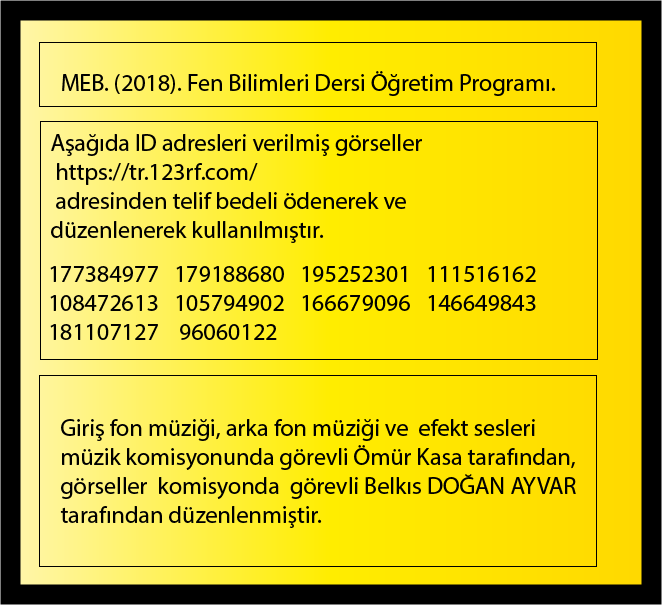 MEB. (2018). Fen Bilimleri Dersi Öğretim Programı.
Aşağıda ID adresleri verilmiş görseller
https://tr.123rf.com/
adresinden telif bedeli ödenerek ve
düzenlenerek kullanılmıştır.
177384977 179188680 195252301 111516162
108472613 105794902 166679096 146649843
181107127 96060122
Giriş fon müziği, arka fon müziği ve efekt sesleri
müzik komisyonunda görevli Ömür Kasa tarafından,
görseller komisyonda görevli Belkıs DOĞAN AYVAR
tarafından düzenlenmiştir.